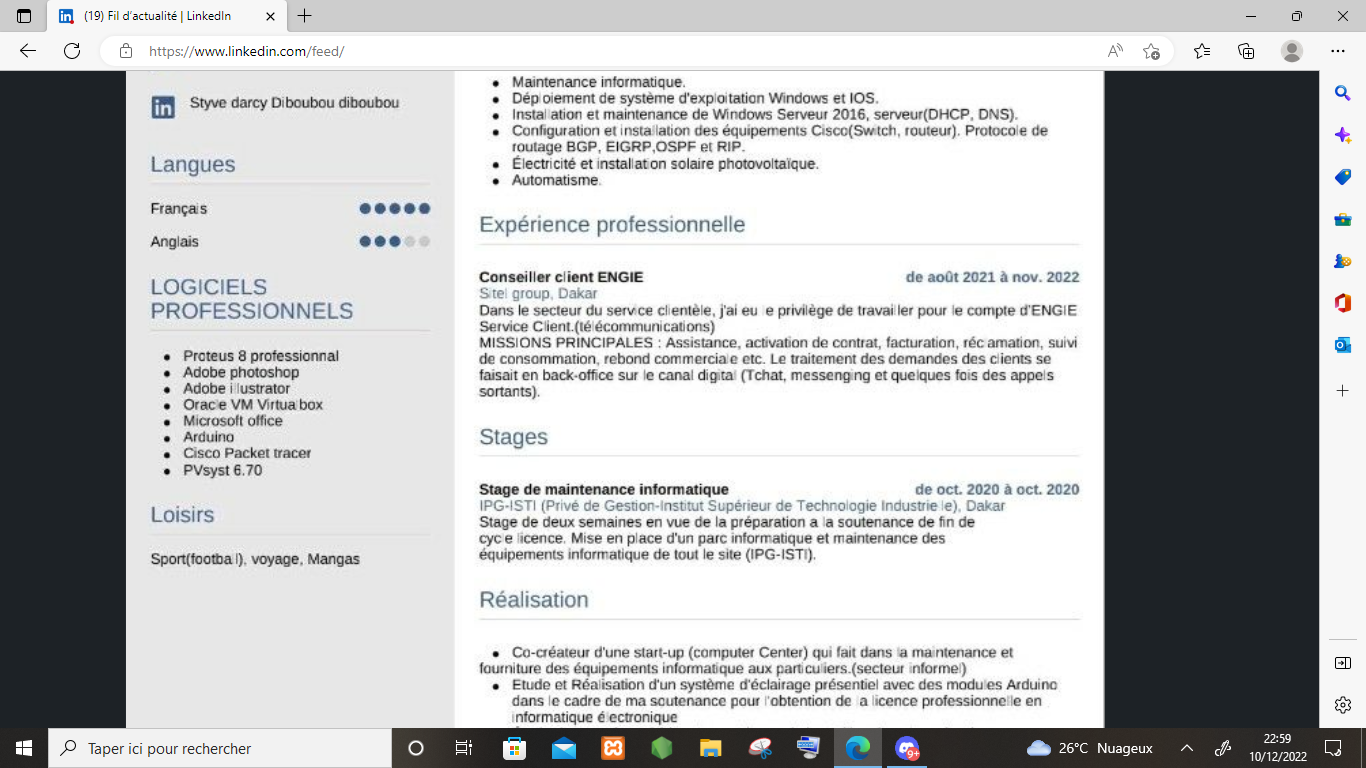 (19) Fil d'actualité | LinkedIn
https://www.linkedin.com/feed/
Styve darcy Diboubou diboubou
Langues
Français
Anglais
LOGICIELS
PROFESSIONNELS
Proteus 8 professionnal
Adobe photoshop
Adobe illustrator
Oracle VM Virtualbox
Microsoft office
Arduino
Cisco Packet tracer
PVsyst 6.70
Loisirs
Sport(football), voyage, Mangas
Maintenance informatique.
Déploiement de système d'exploitation Windows et IOS.
Installation et maintenance de Windows Serveur 2016, serveur(DHCP, DNS).
Configuration et installation des équipements Cisco(Switch, routeur). Protocole de
routage BGP, EIGRP,OSPF et RIP.
Électricité et installation solaire photovoltaïque.
Automatisme.
Expérience professionnelle
Conseiller client ENGIE de août 2021 à nov. 2022
Sitel group, Dakar
Dans le secteur du service clientèle, j'ai eu le privilège de travailler pour le compte d'ENGIE
Service Client.(télécommunications)
MISSIONS PRINCIPALES : Assistance, activation de contrat, facturation, réclamation, suivi
de consommation, rebond commerciale etc. Le traitement des demandes des clients se
faisait en back-office sur le canal digital (Tchat, messenging et quelques fois des appels
sortants).
Stages
Stage de maintenance informatique de oct. 2020 à oct. 2020
IPG-ISTI (Privé de Gestion-Institut Supérieur de Technologie Industrielle), Dakar
Stage de deux semaines en vue de la préparation a la soutenance de fin de
cycle licence. Mise en place d'un parc informatique et maintenance des
équipements informatique de tout le site (IPG-ISTI).
Réalisation
Co-créateur d'une start-up (computer Center) qui fait dans la maintenance et
fourniture des équipements informatique aux particuliers.(secteur informel)
Etude et Réalisation d'un système d'éclairage présentiel avec des modules Arduino
dans le cadre de ma soutenance pour l'obtention de la licence professionnelle en
informatique électronique
Taper ici pour rechercher
9+
26°C Nuageux
22:59
10/12/2022